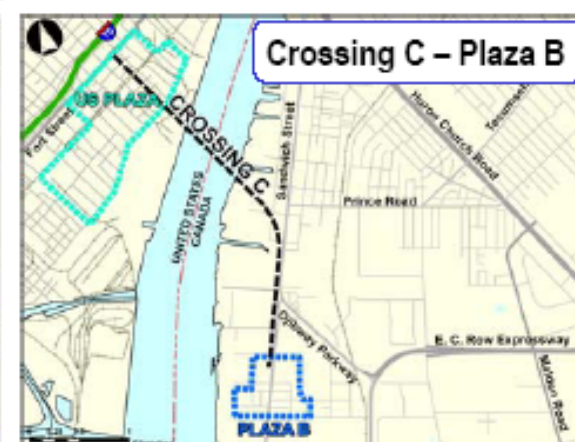 Crossing C – Plaza B
US PLAZA
CROSSING C
Fort Street
Sandwich Street
Huron Church Road
Tecumseh
Prince Road
UNITED STATES
CANADA
Ojibway Parkway
E. C. Row Expressway
Malden Road
PLAZA B